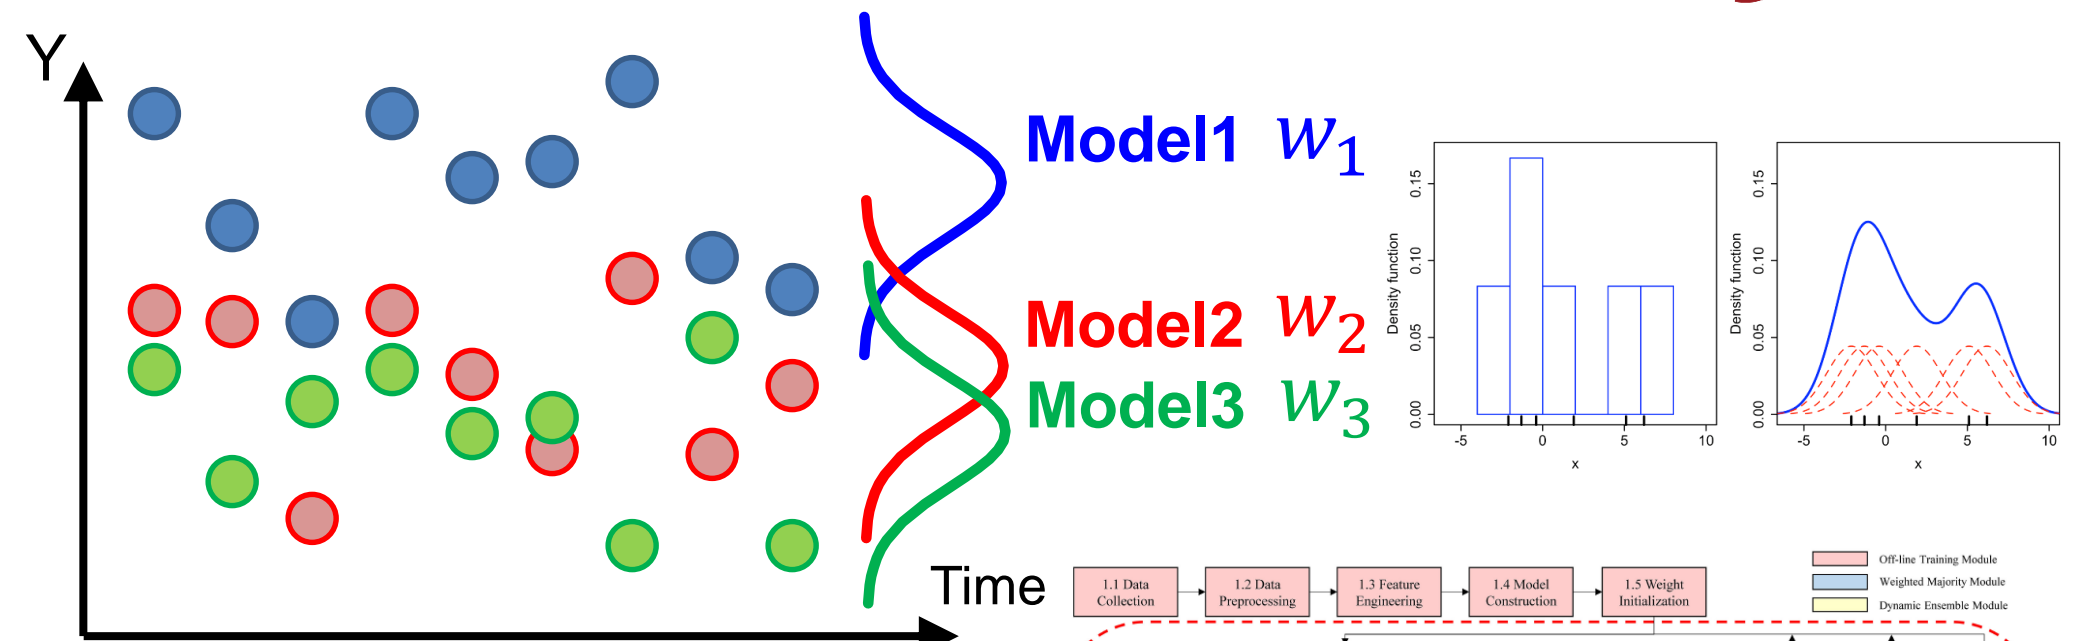 Y
Model1 w1
Model2 w2
Model3 w3
Time
Density function
0.00 0.05 0.10 0.15
-5 0 5 10
x
Density function
0.00 0.05 0.10 0.15
-5 0 5 10
x
1.1 Data
Collection
1.2 Data
Preprocessing
1.3 Feature
Engineering
1.4 Model
Construction
1.5 Weight
Initialization
Off-line Training Module
Weighted Majority Module
Dynamic Ensemble Module